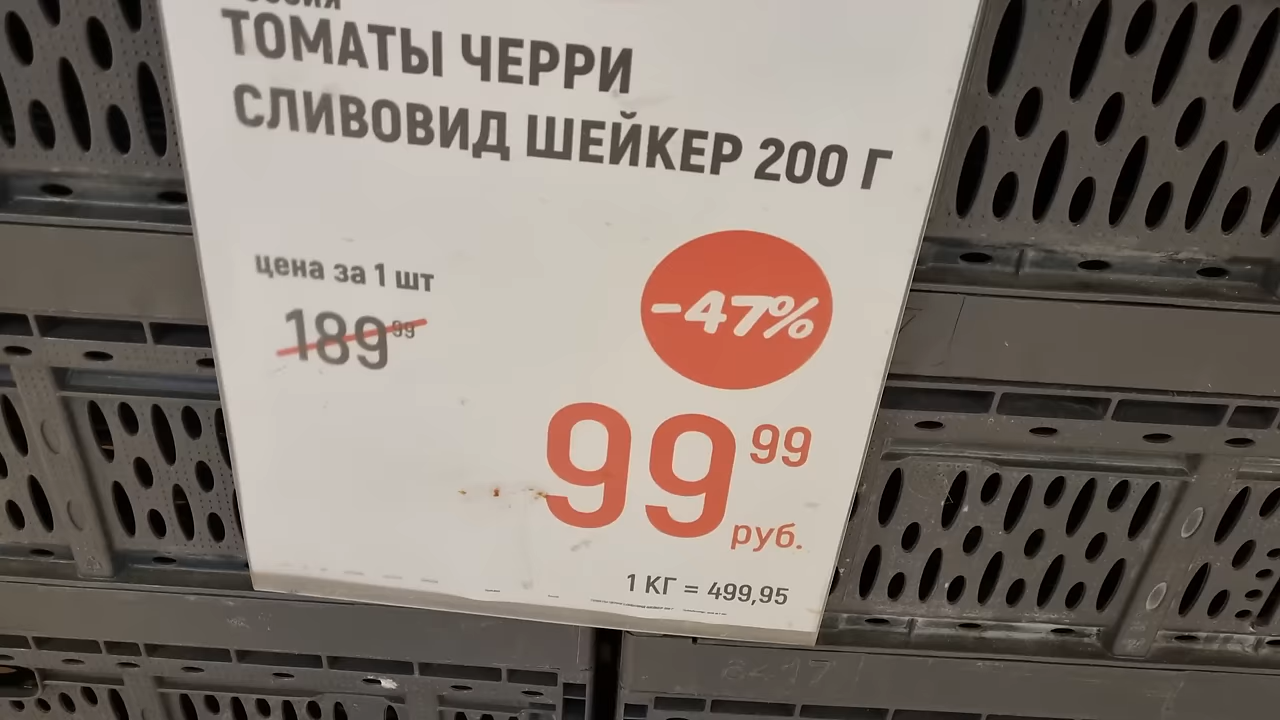 ТОМАТЫ ЧЕРРИ
СЛИВОВИД ШЕЙКЕР 200 Г
цена за 1 шт
189 99
-47%
99 99
руб.
1 КГ = 499,95